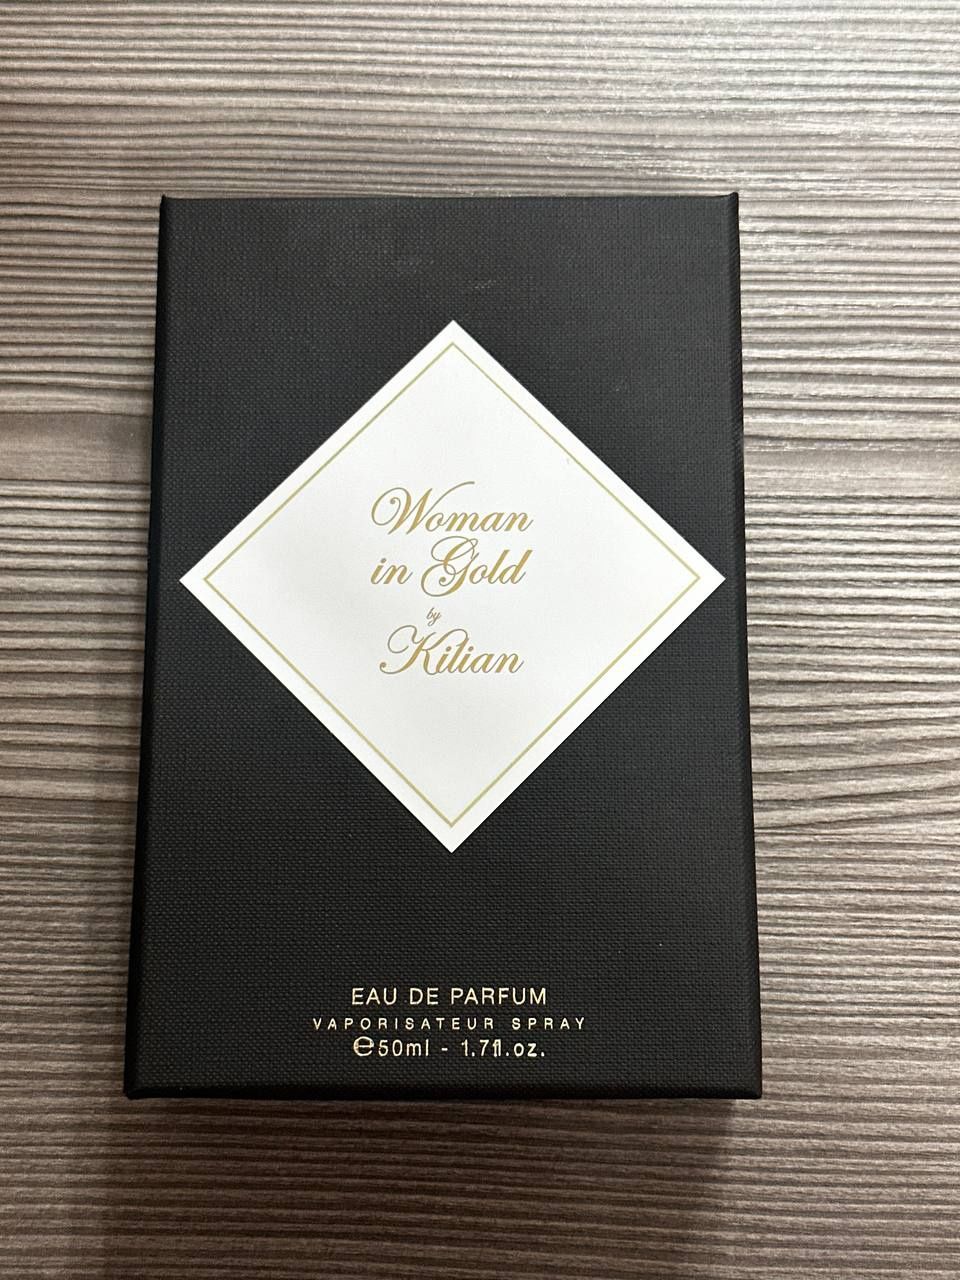 Woman
in Gold
by
Kilian
EAU DE PARFUM
VAPORISATEUR SPRAY
℮50ml - 1.7fl.oz.